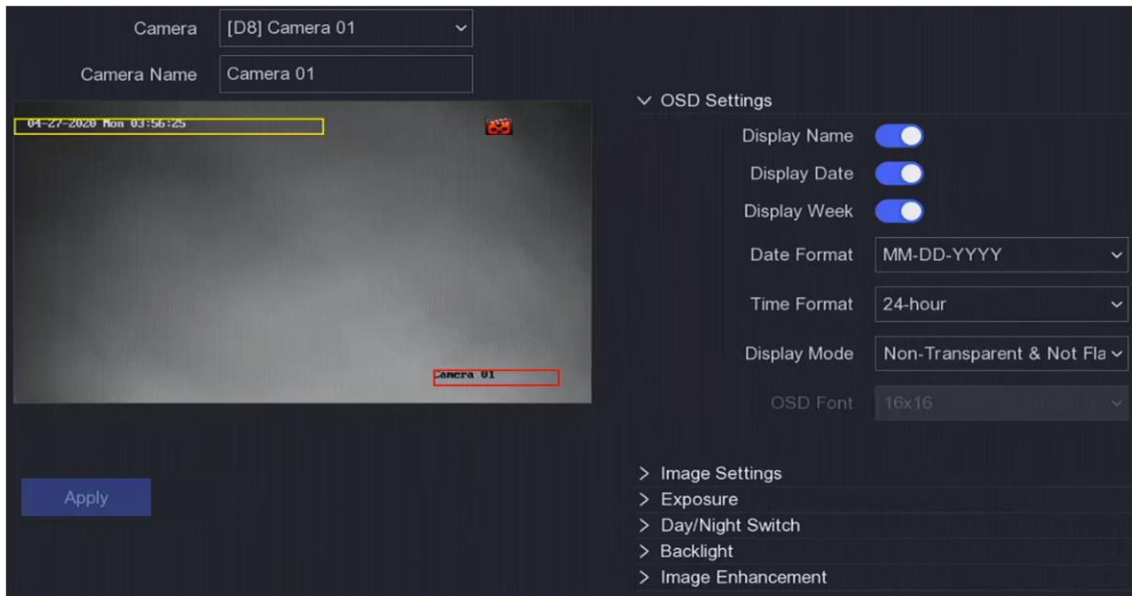 Camera [D8] Camera 01
Camera Name Camera 01
04-27-2020 Mon 03:56:25
Camera 01
Apply
OSD Settings
Display Name
Display Date
Display Week
Date Format MM-DD-YYYY
Time Format 24-hour
Display Mode Non-Transparent & Not Fla
OSD Font 16x16
Image Settings
Exposure
Day/Night Switch
Backlight
Image Enhancement